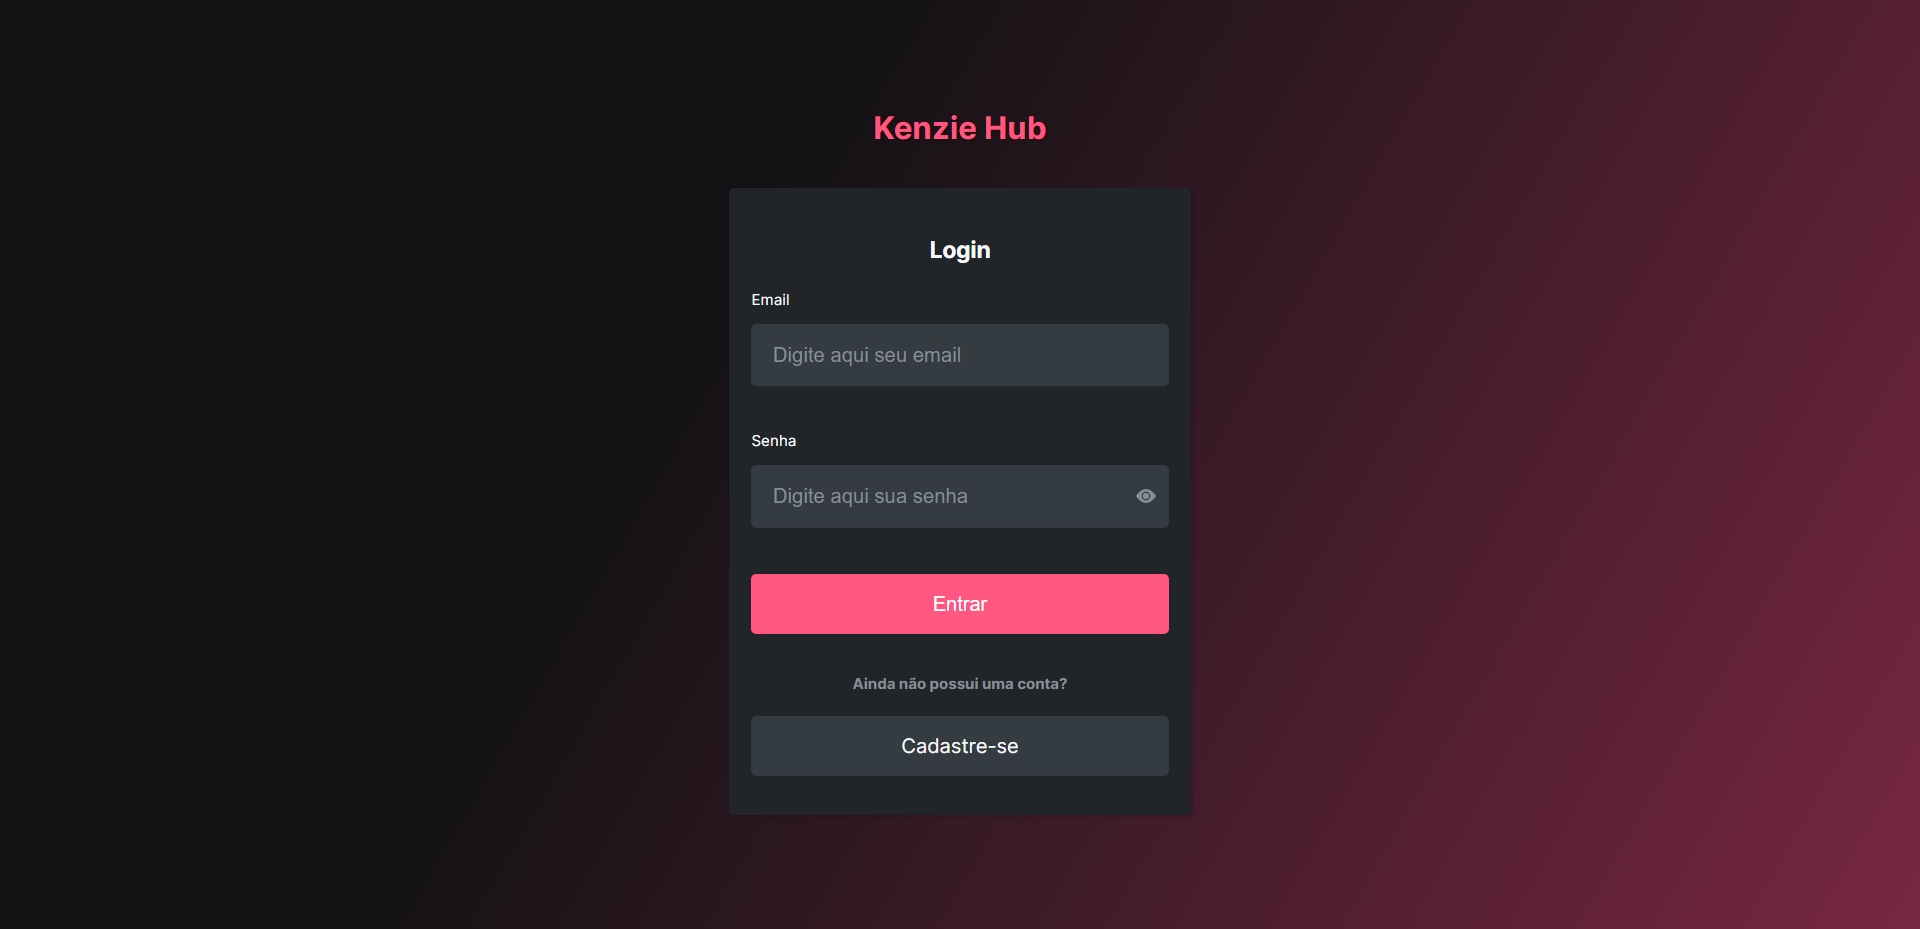 Kenzie Hub
Login
Email
Digite aqui seu email
Senha
Digite aqui sua senha
Entrar
Ainda não possui uma conta?
Cadastre-se